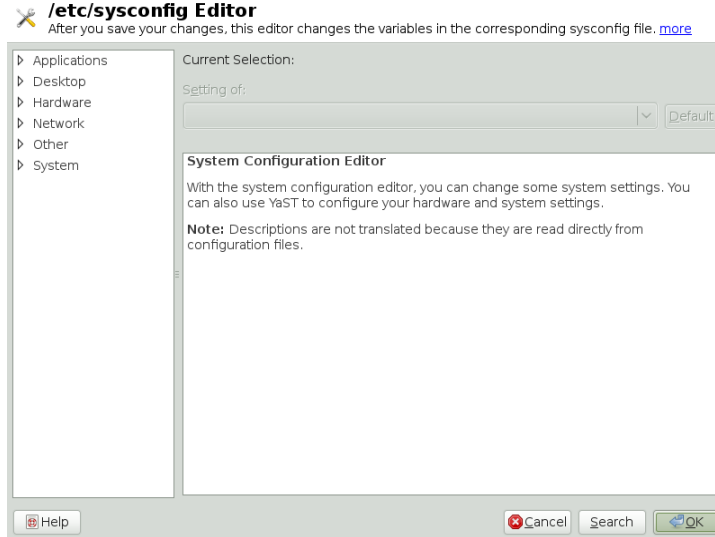 /etc/sysconfig Editor
After you save your changes, this editor changes the variables in the corresponding sysconfig file. more
Applications
Desktop
Hardware
Network
Other
System
Current Selection:
Setting of:
Default
System Configuration Editor
With the system configuration editor, you can change some system settings. You
can also use YaST to configure your hardware and system settings.
Note: Descriptions are not translated because they are read directly from
configuration files.
Help
Cancel
Search
OK